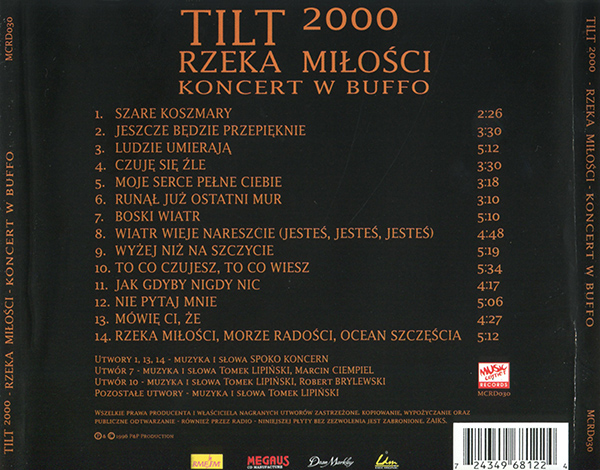 TILT 2000
RZEKA MIŁOŚCI
KONCERT W BUFFO
1. SZARE KOSZMARY 2:26
2. JESZCZE BĘDZIE PRZEPIĘKNIE 3:30
3. LUDZIE UMIERAJĄ 5:12
4. CZUJĘ SIĘ ŹLE 3:30
5. MOJE SERCE PEŁNE CIEBIE 3:18
6. RUNĄŁ JUŻ OSTATNI MUR 3:10
7. BOSKI WIATR 5:10
8. WIATR WIEJE NARESZCIE (JESTEŚ, JESTEŚ, JESTEŚ) 4:48
9. WYŻEJ NIŻ NA SZCZYCIE 5:19
10. TO CO CZUJESZ, TO CO WIESZ 5:34
11. JAK GDYBY NIGDY NIC 4:17
12. NIE PYTAJ MNIE 5:06
13. MÓWIĘ CI, ŻE 4:27
14. RZEKA MIŁOŚCI, MORZE RADOŚCI, OCEAN SZCZĘŚCIA 5:12
UTWORY 1, 13, 14 - MUZYKA I SŁOWA SPOKO KONCERN
UTWÓR 7 - MUZYKA I SŁOWA TOMEK LIPIŃSKI, MARCIN CIEMPIEL
UTWÓR 10 - MUZYKA I SŁOWA TOMEK LIPIŃSKI, ROBERT BRYLEWSKI
POZOSTAŁE UTWORY - MUZYKA I SŁOWA TOMEK LIPIŃSKI
MUSIC
RECORDS
MCRD030
WSZELKIE PRAWA PRODUCENTA I WŁAŚCICIELA NAGRANYCH UTWORÓW ZASTRZEŻONE. KOPIOWANIE, WYPOŻYCZANIE ORAZ
PUBLICZNE ODTWARZANIE - RÓWNIEŻ PRZEZ RADIO - NINIEJSZEJ PŁYTY BEZ ZEZWOLENIA JEST ZABRONIONE. ZAIKS.
℗ & © 1996 P&P PRODUCTION
RMF FM
MEGAUS
CD MANUFACTURE
Dean Markley
7 24349 68122 4
MCRD030
TILT 2000 - RZEKA MIŁOŚCI - KONCERT W BUFFO
TILT 2000 - RZEKA MIŁOŚCI - KONCERT W BUFFO
MCRD030